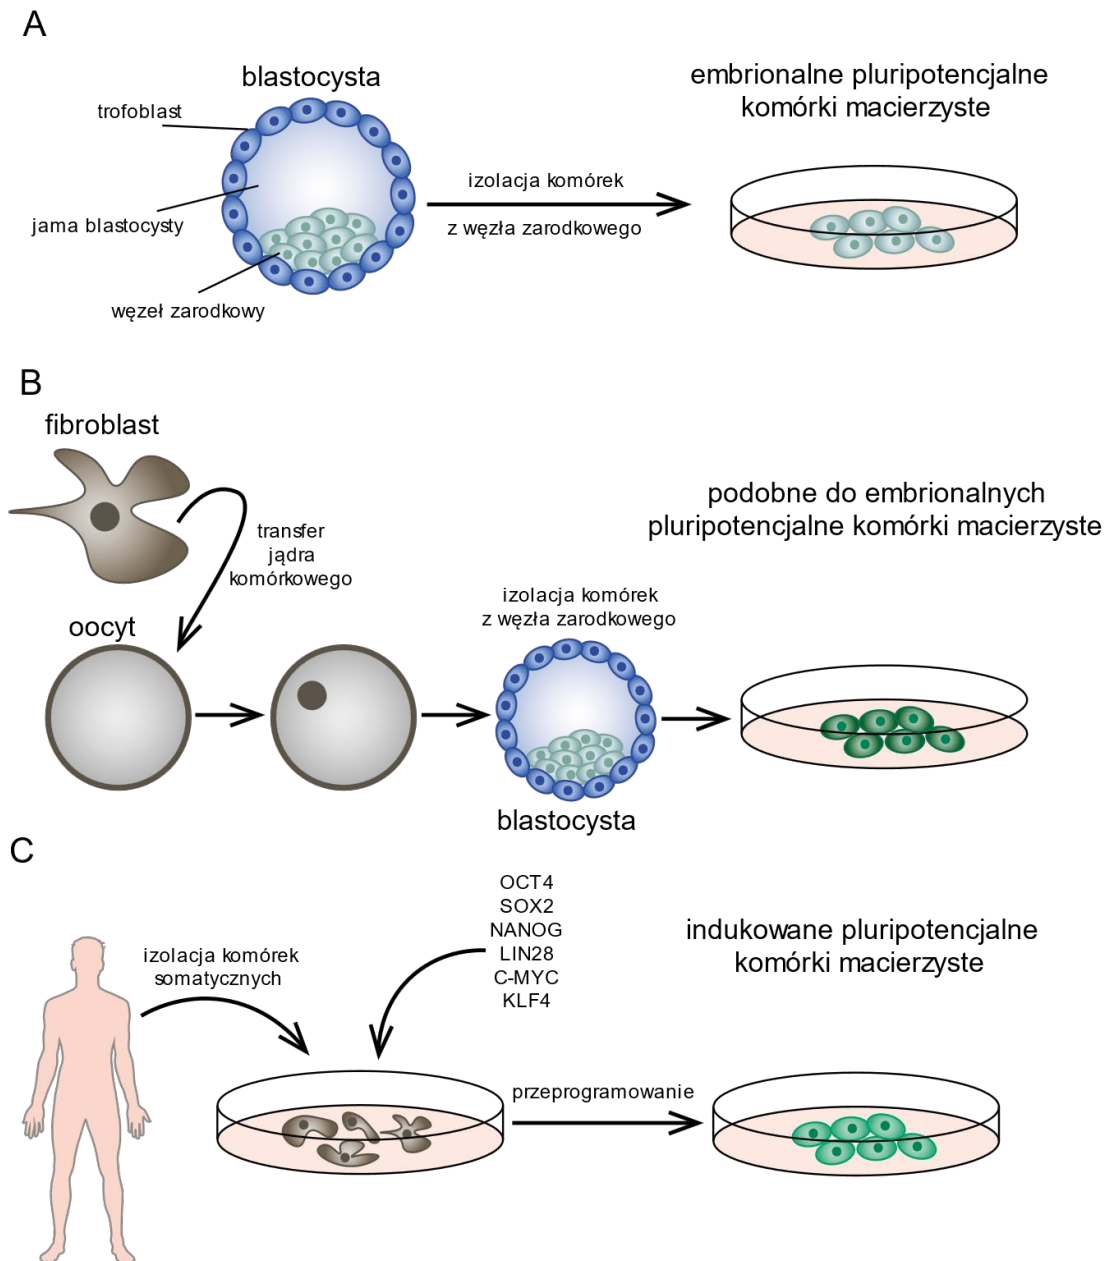 A
blastocysta
trofoblast
jama blastocysty
węzeł zarodkowy
izolacja komórek
z węzła zarodkowego
embrionalne pluripotencjalne
komórki macierzyste
B
fibroblast
transfer
jądra
komórkowego
oocyt
izolacja komórek
z węzła zarodkowego
blastocysta
podobne do embrionalnych
pluripotencjalne komórki macierzyste
C
izolacja komórek
somatycznych
OCT4
SOX2
NANOG
LIN28
C-MYC
KLF4
przeprogramowanie
indukowane pluripotencjalne
komórki macierzyste